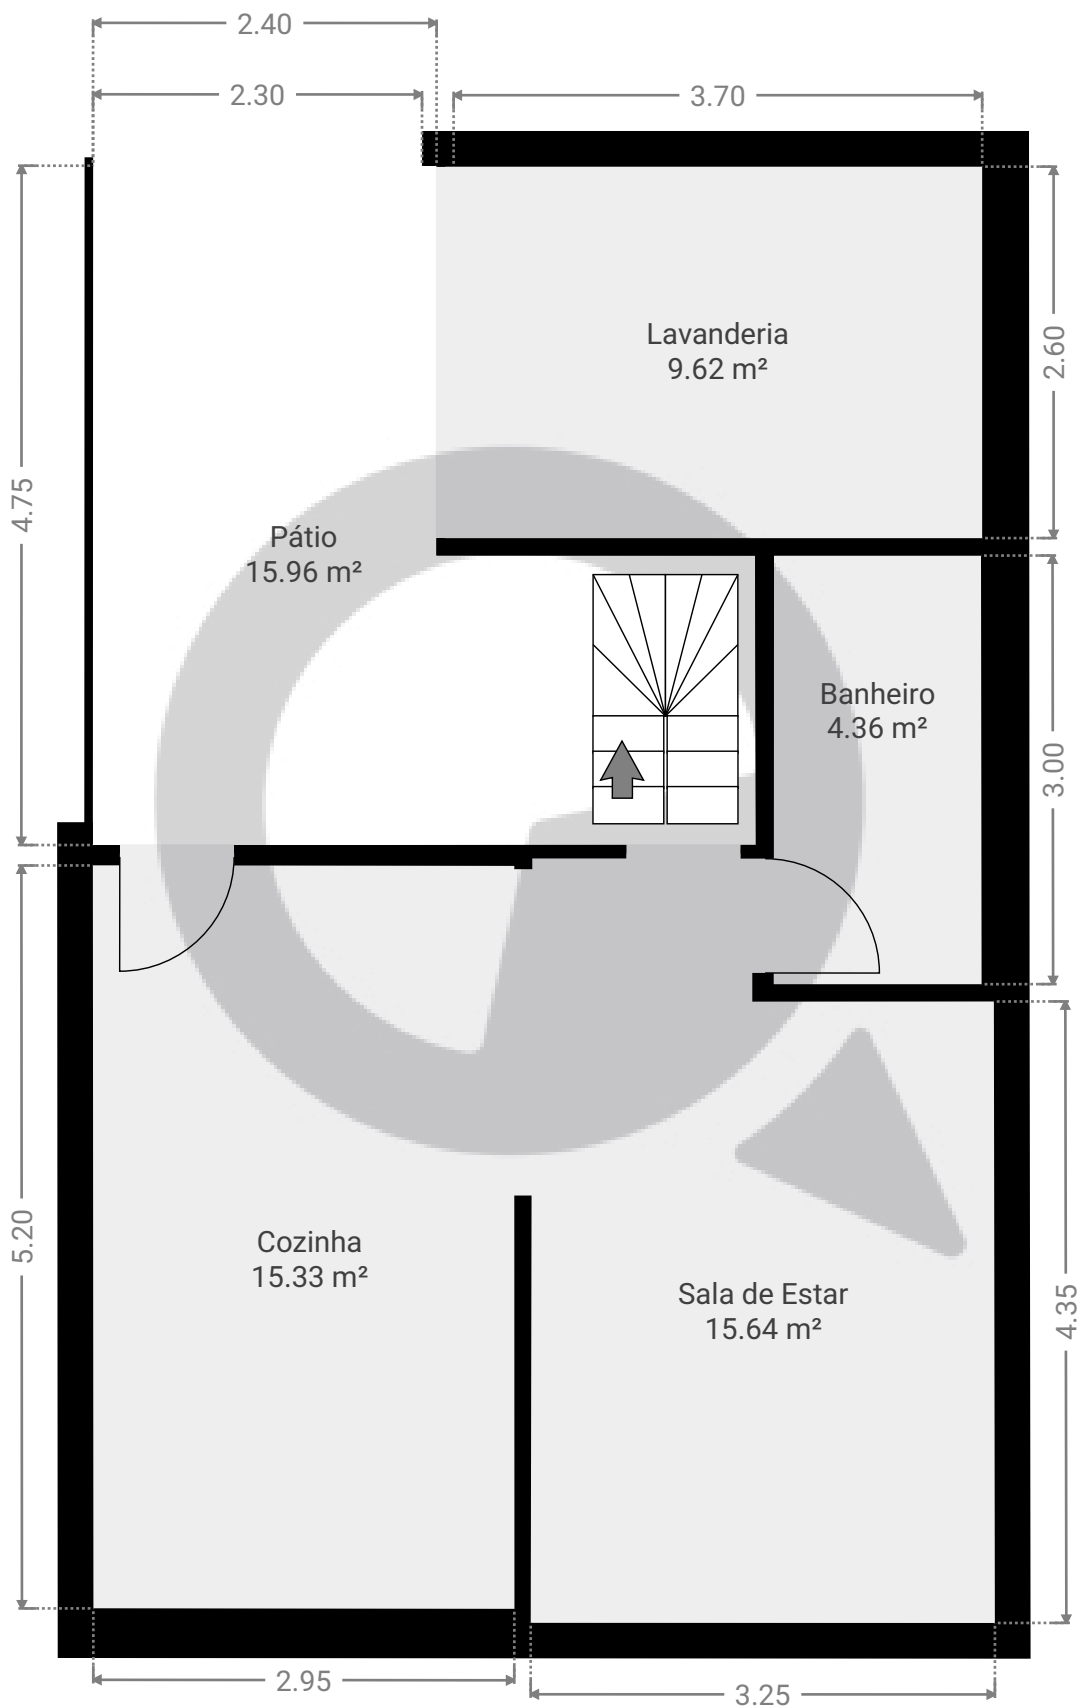 2.40
2.30
3.70
Lavanderia
9.62 m²
2.60
4.75
Pátio
15.96 m²
Banheiro
4.36 m²
3.00
Cozinha
15.33 m²
5.20
Sala de Estar
15.64 m²
4.35
2.95
3.25